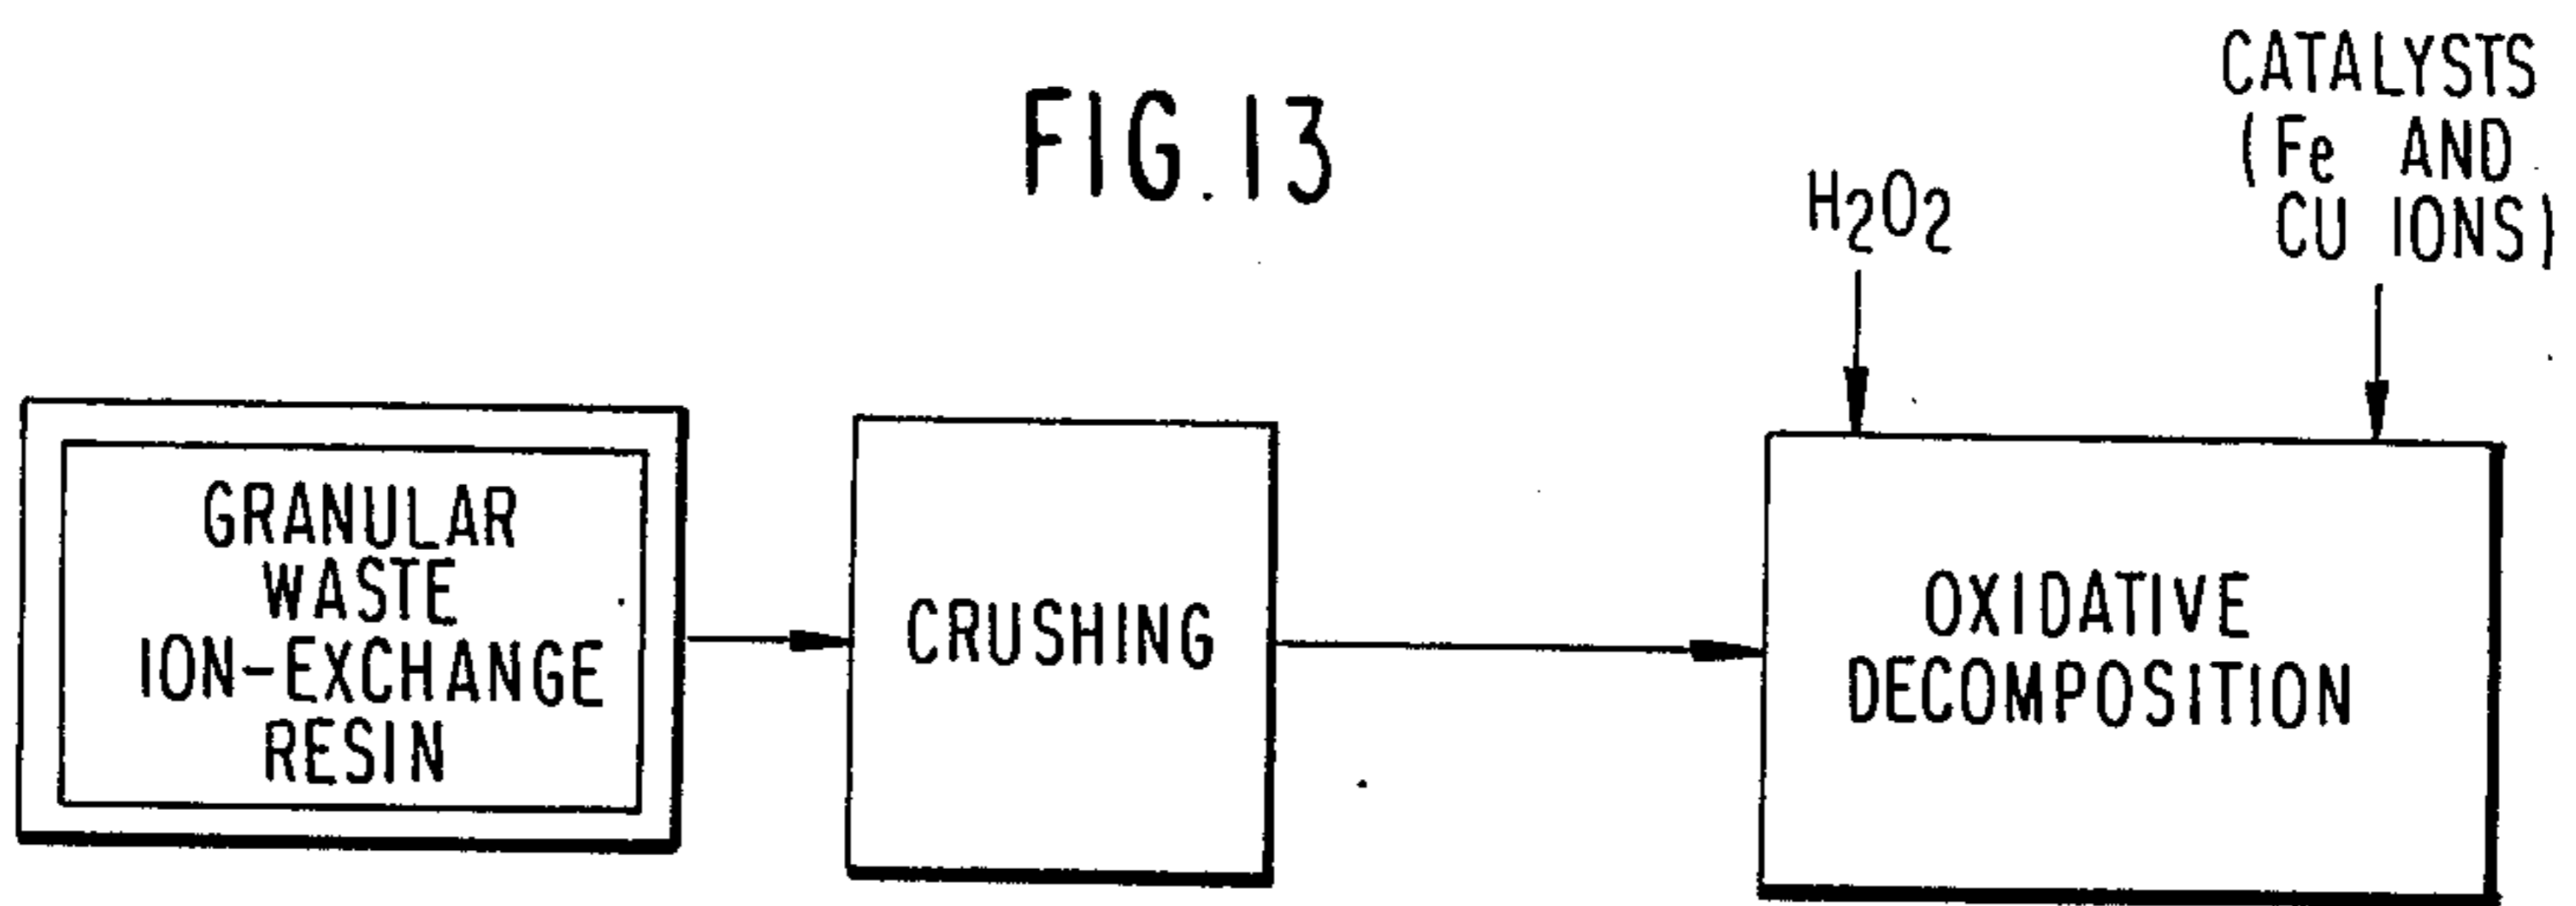 FIG. 13
CATALYSTS
(Fe AND
CU IONS)
H2O2
GRANULAR
WASTE
ION-EXCHANGE
RESIN
CRUSHING
OXIDATIVE
DECOMPOSITION